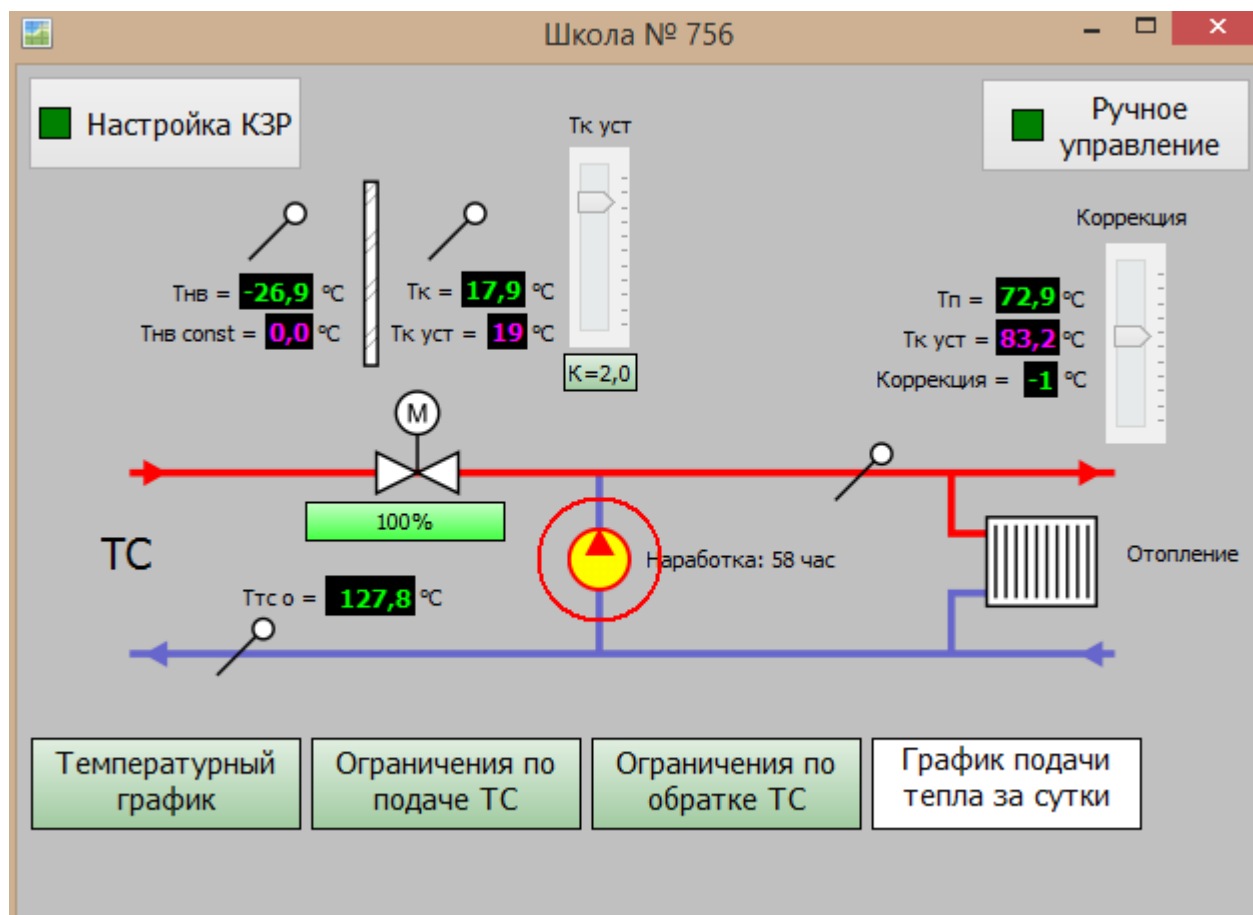 Школа № 756
Настройка КЗР
Тк уст
Ручное
управление
Коррекция
Тнв = -26,9 °C
Тк = 17,9 °C
Тп = 72,9 °C
Тнв const = 0,0 °C
Тк уст = 19 °C
Тк уст = 83,2 °C
К=2,0
Коррекция = -1 °C
M
100%
ТС
Наработка: 58 час
Отопление
Ттс о = 127,8 °C
Температурный
график
Ограничения по
подаче ТС
Ограничения по
обратке ТС
График подачи
тепла за сутки